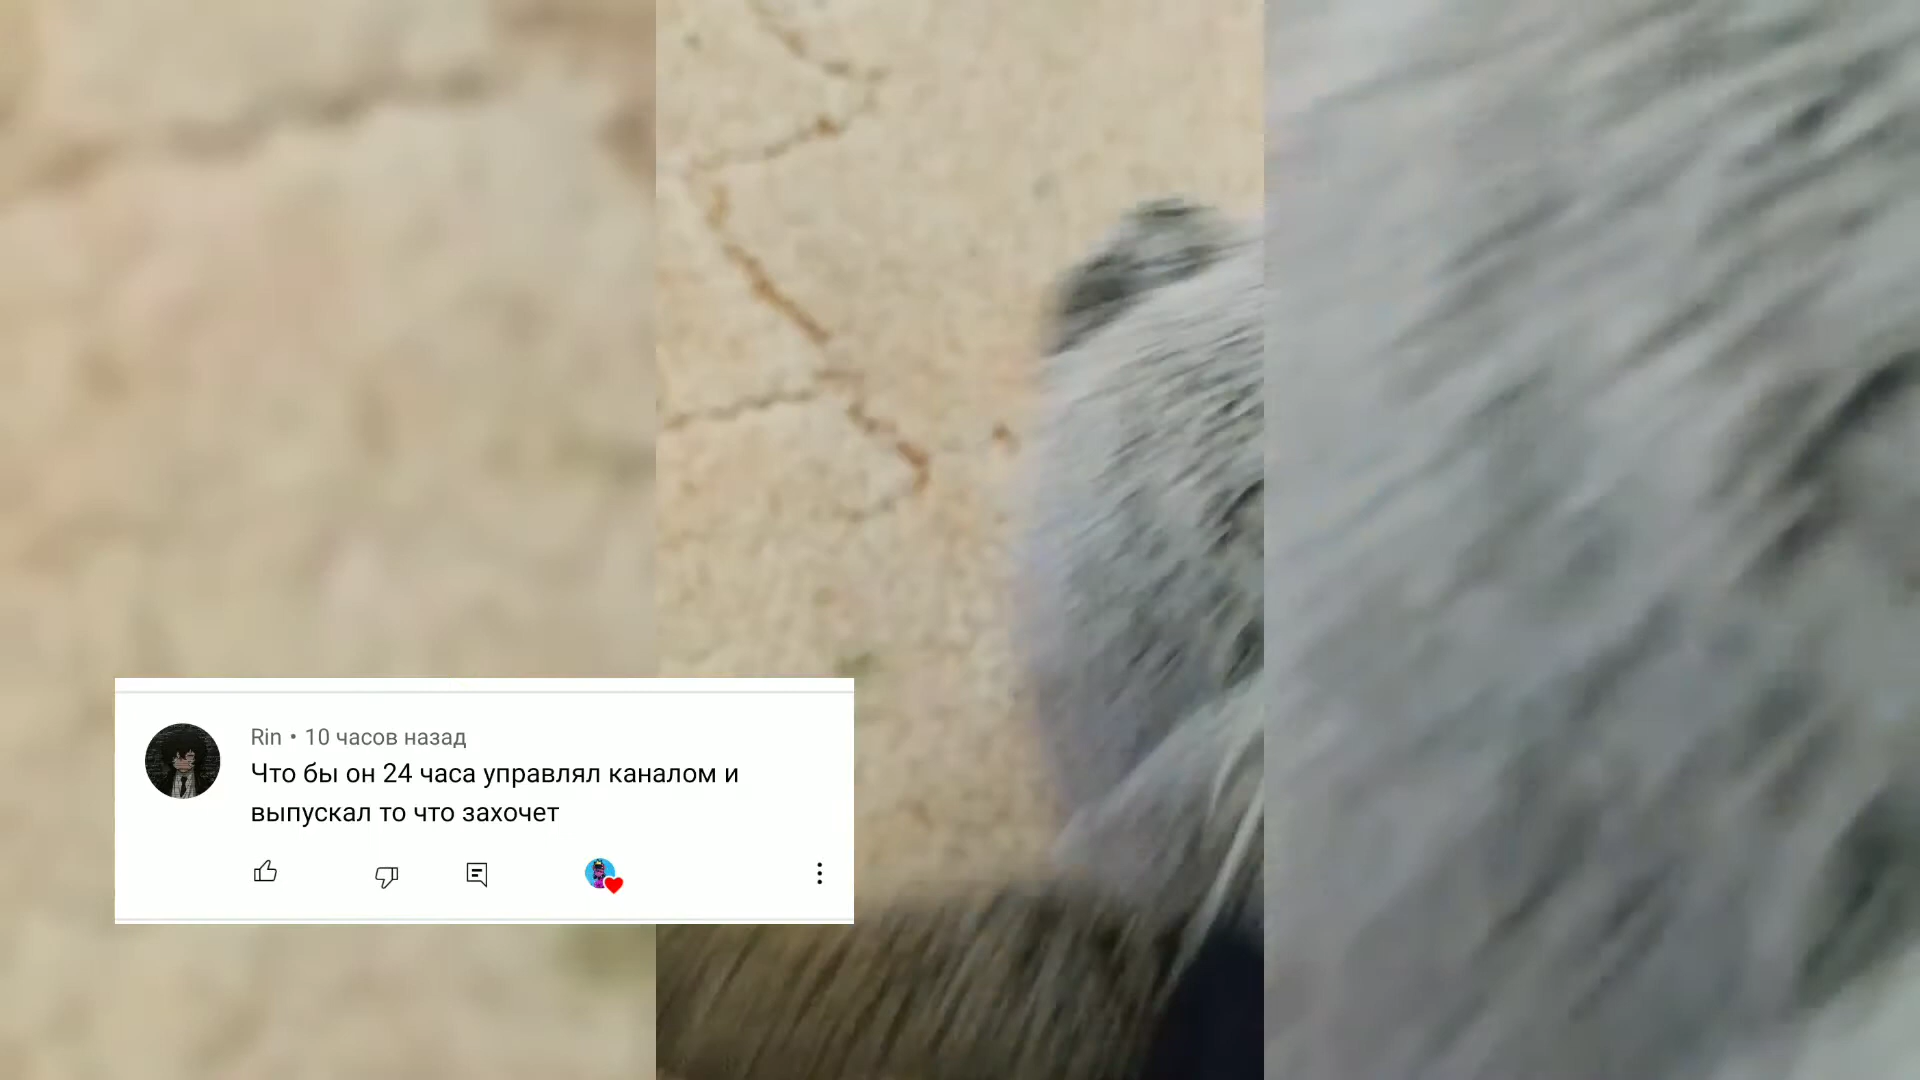 Rin • 10 часов назад
Что бы он 24 часа управлял каналом и
выпускал то что захочет